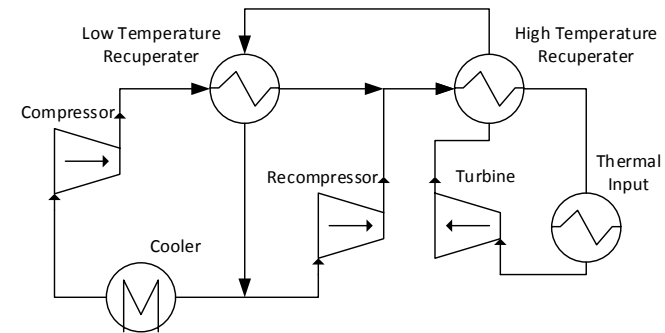 Low Temperature
Recuperater
High Temperature
Recuperater
Compressor
Recompressor
Turbine
Thermal
Input
Cooler